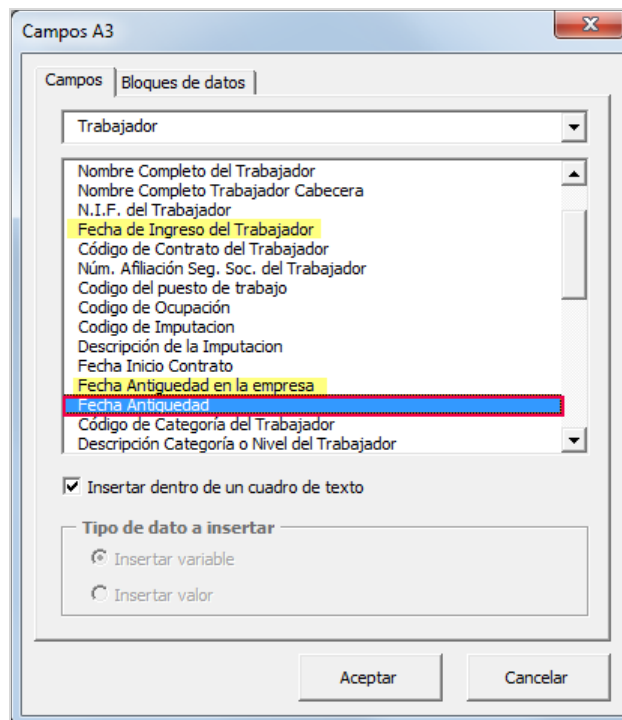 Campos A3
Campos
Bloques de datos
Trabajador
Nombre Completo del Trabajador
Nombre Completo Trabajador Cabecera
N.I.F. del Trabajador
Fecha de Ingreso del Trabajador
Código de Contrato del Trabajador
Núm. Afiliación Seg. Soc. del Trabajador
Codigo del puesto de trabajo
Codigo de Ocupación
Codigo de Imputacion
Descripción de la Imputacion
Fecha Inicio Contrato
Fecha Antiguedad en la empresa
Fecha Antiguedad
Código de Categoría del Trabajador
Descripción Categoría o Nivel del Trabajador
Insertar dentro de un cuadro de texto
Tipo de dato a insertar
Insertar variable
Insertar valor
Aceptar
Cancelar